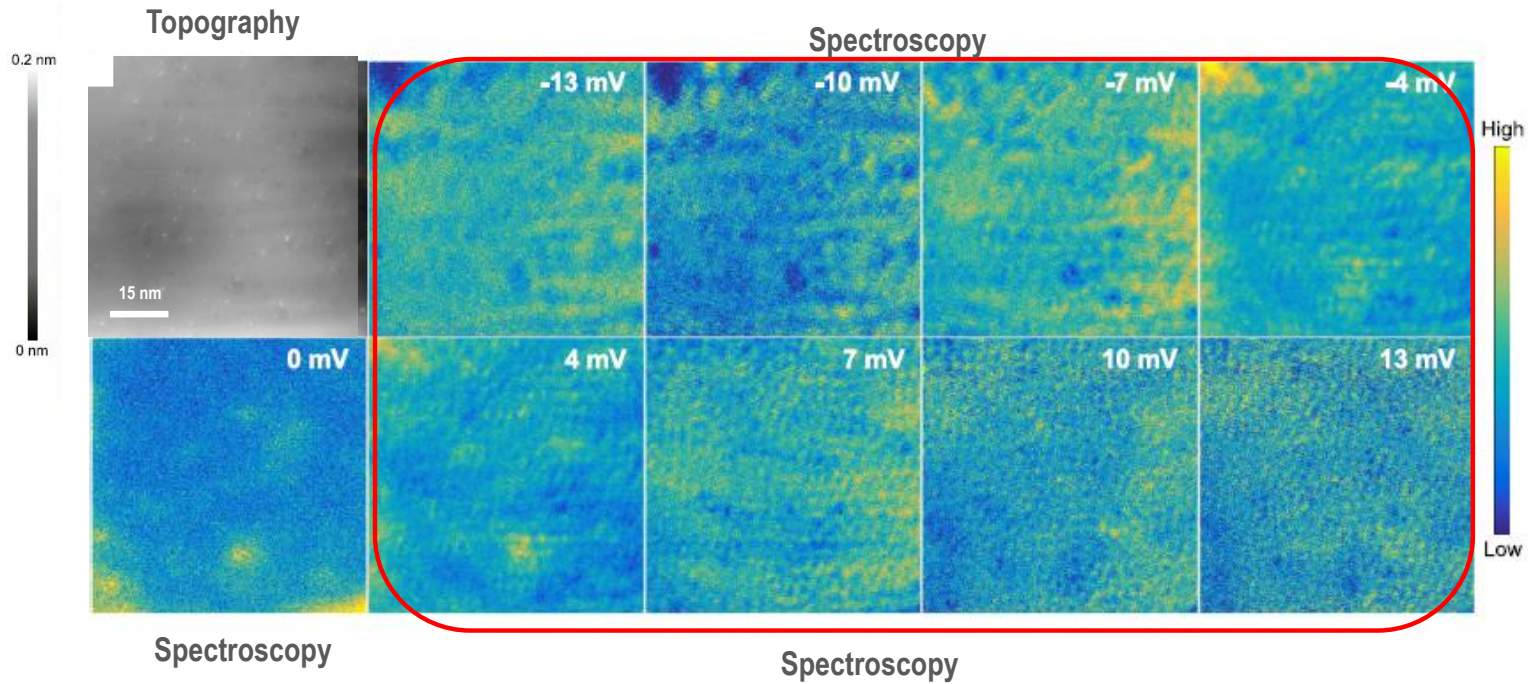 Topography
Spectroscopy
0.2 nm
-13 mV
-10 mV
-7 mV
-4 mV
High
15 nm
0 nm
0 mV
4 mV
7 mV
10 mV
13 mV
Low
Spectroscopy
Spectroscopy